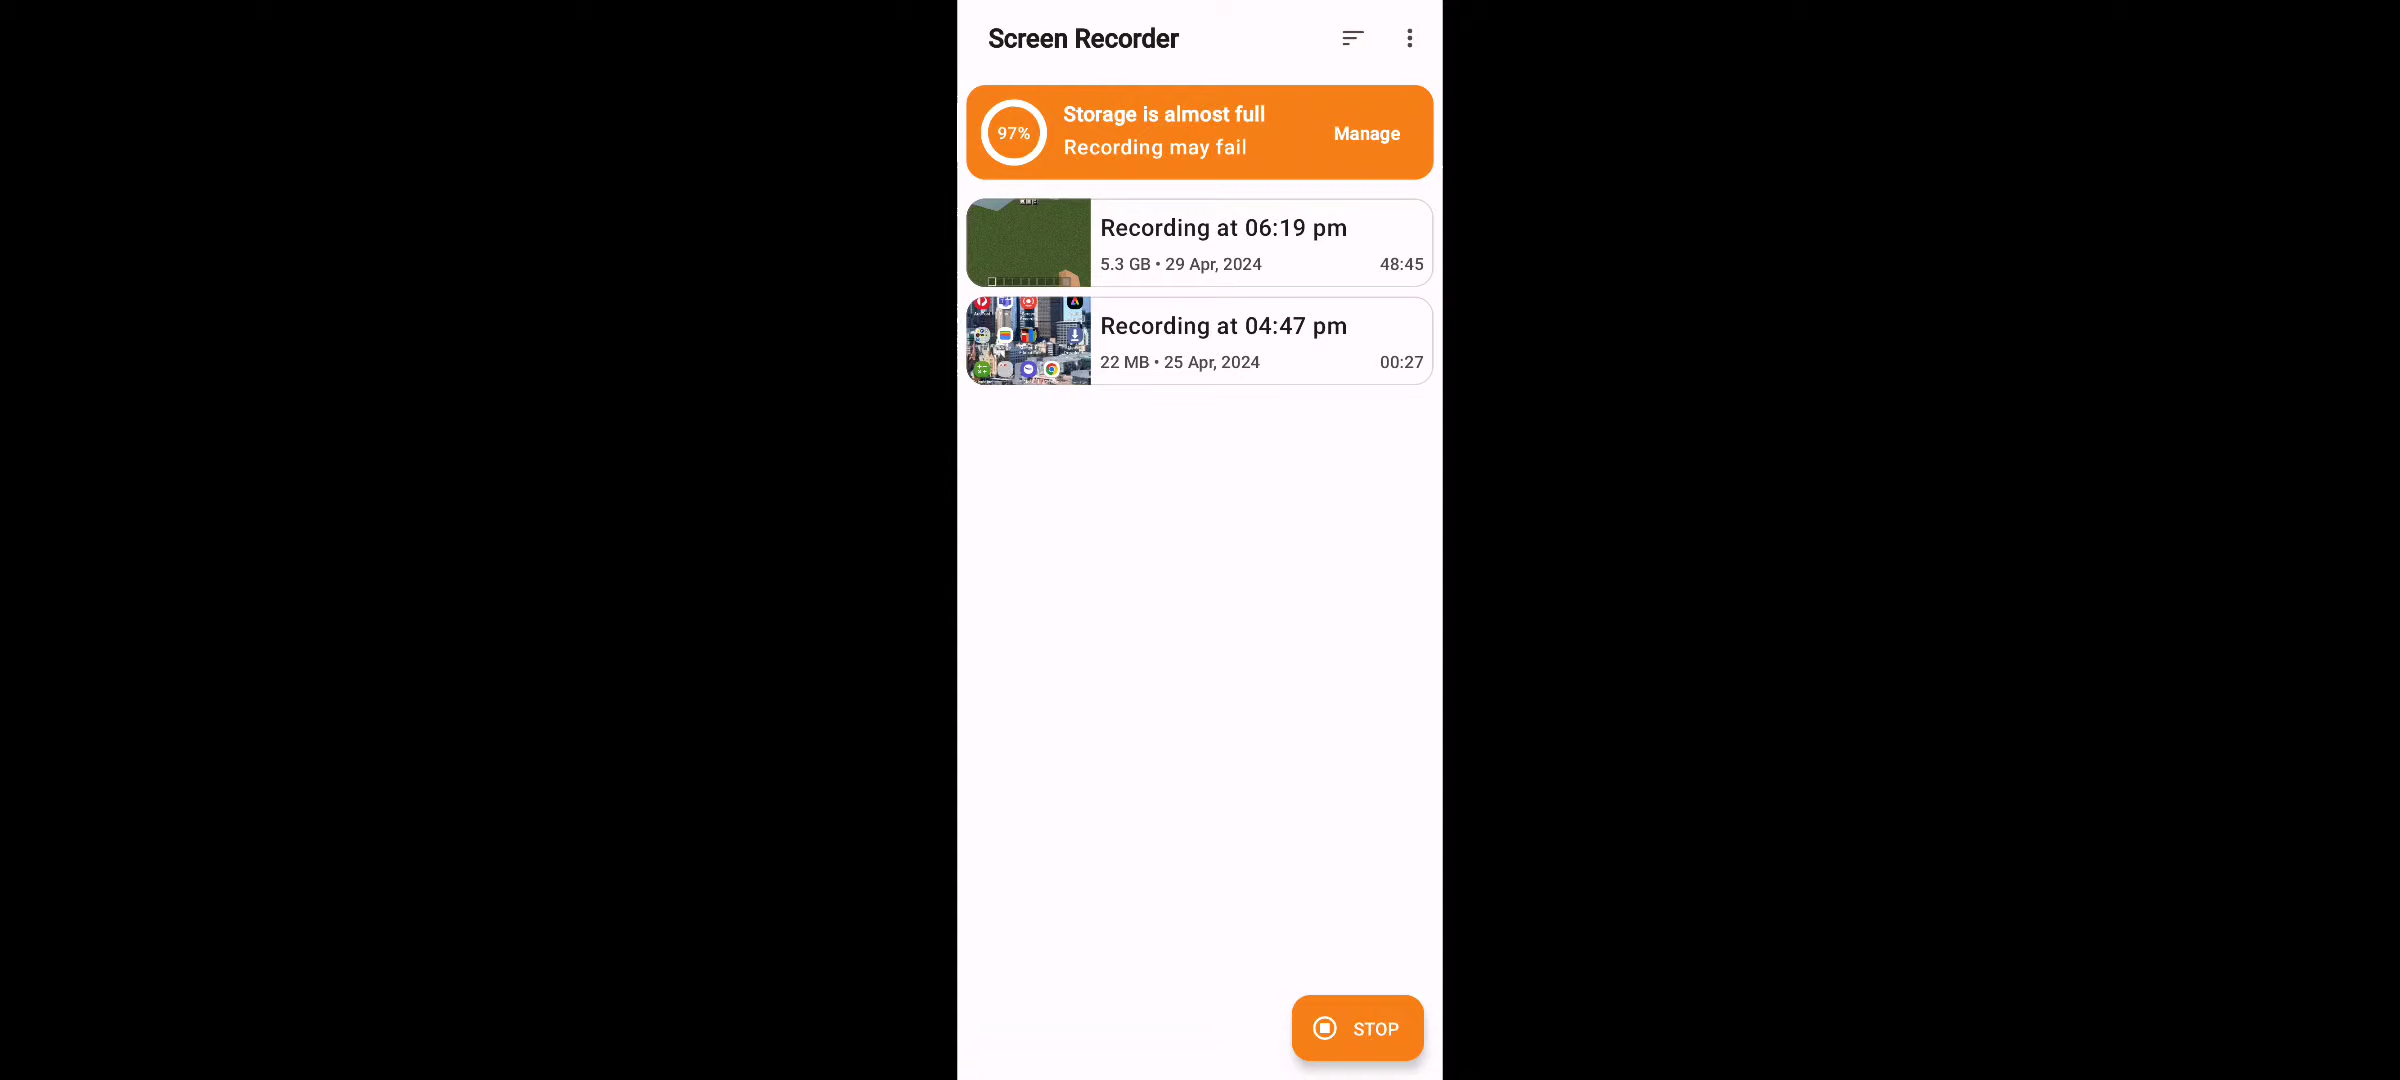 Screen Recorder
97%
Storage is almost full
Recording may fail
Manage
Recording at 06:19 pm
5.3 GB • 29 Apr, 2024
48:45
Recording at 04:47 pm
22 MB • 25 Apr, 2024
00:27
STOP